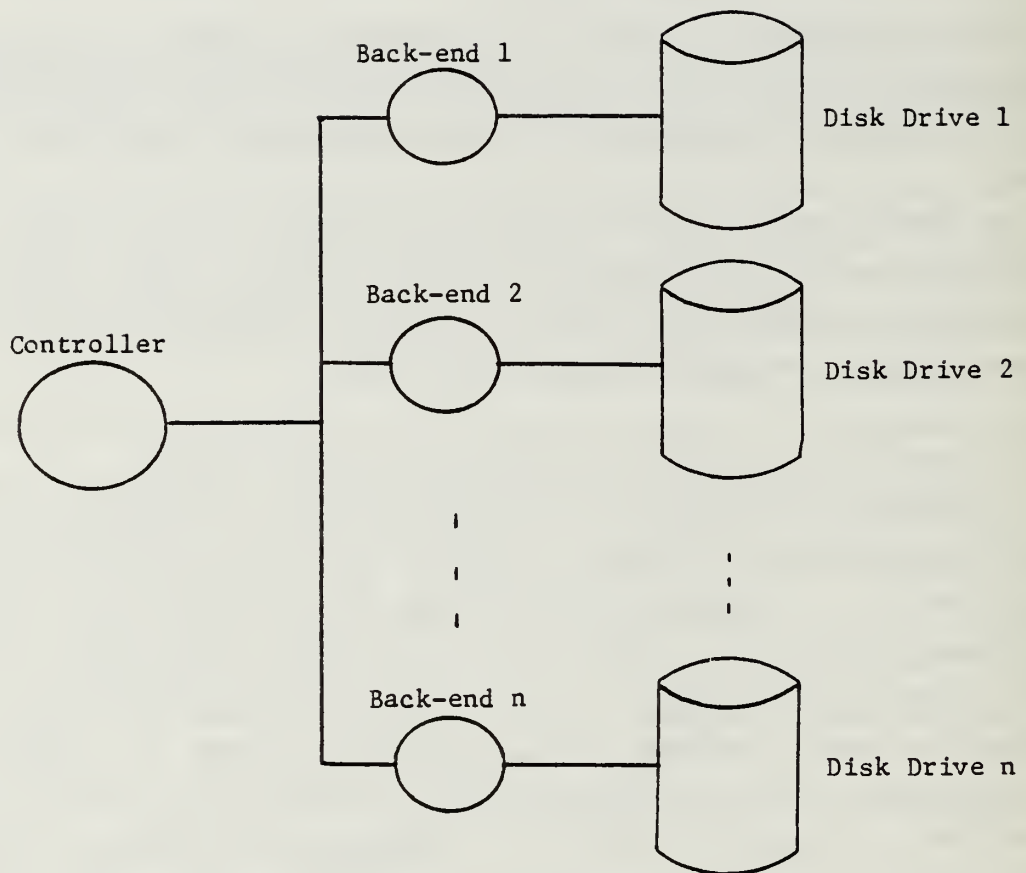 Back-end 1
Disk Drive 1
Back-end 2
Controller
Disk Drive 2
Back-end n
Disk Drive n